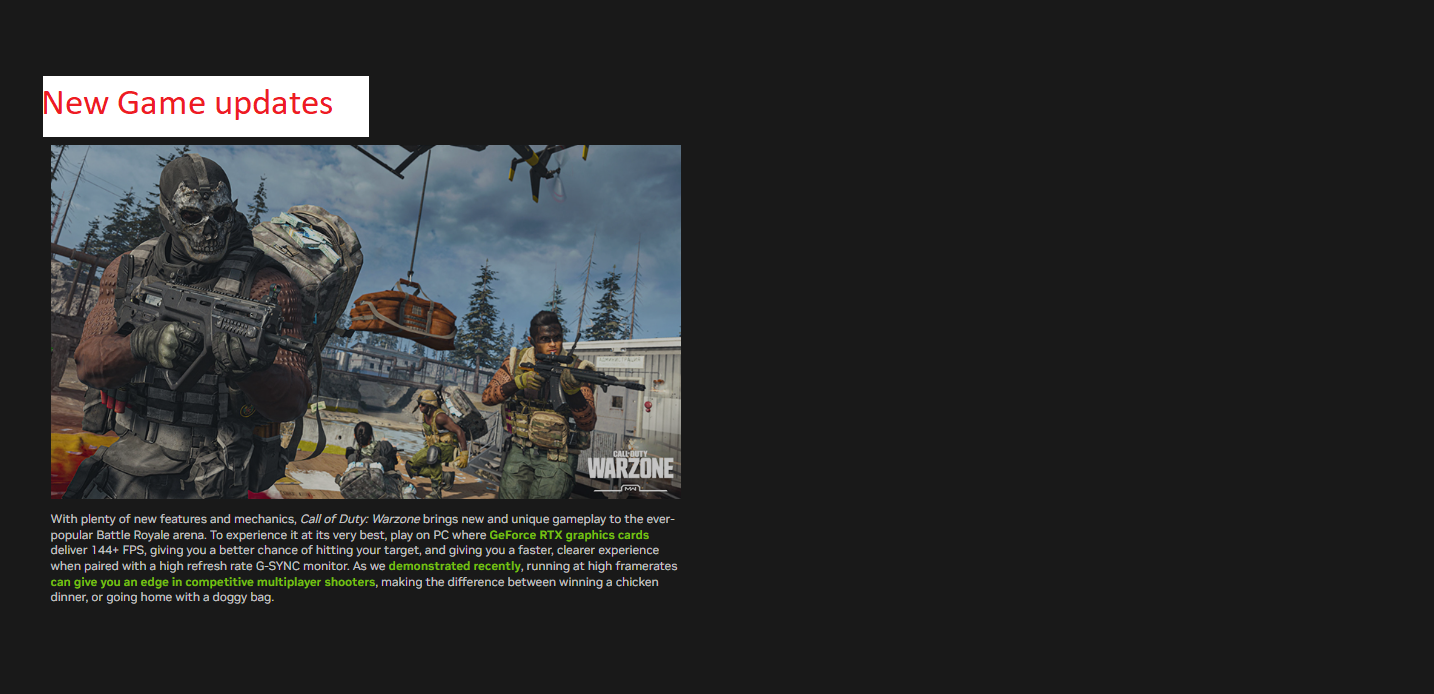 New Game updates
CALL OF DUTY
WARZONE
MW
With plenty of new features and mechanics, Call of Duty: Warzone brings new and unique gameplay to the ever-
popular Battle Royale arena. To experience it at its very best, play on PC where GeForce RTX graphics cards
deliver 144+ FPS, giving you a better chance of hitting your target, and giving you a faster, clearer experience
when paired with a high refresh rate G-SYNC monitor. As we demonstrated recently, running at high framerates
can give you an edge in competitive multiplayer shooters, making the difference between winning a chicken
dinner, or going home with a doggy bag.